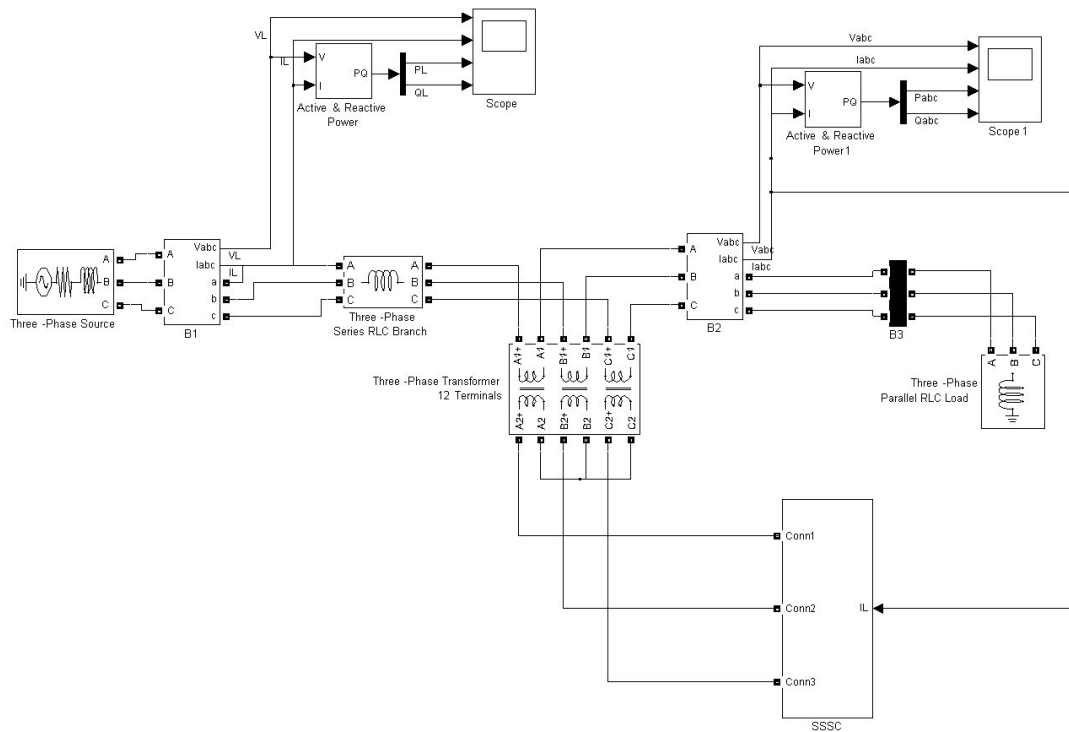 VL
IL
V
I
PQ
PL
QL
Active & Reactive
Power
Scope
Vabc
Iabc
V
I
PQ
Pabc
Qabc
Active & Reactive
Power1
Scope 1
A
B
C
Three -Phase Source
A
B
C
Vabc
Iabc
a
b
c
VL
IL
B1
A
B
C
A
B
C
Three -Phase
Series RLC Branch
A
B
C
Vabc
Iabc
a
b
c
Vabc
Iabc
B2
B3
A
B
C
Three -Phase
Parallel RLC Load
Three -Phase Transformer
12 Terminals
A1+
A1
B1+
B1
C1+
C1
A2+
A2
B2+
B2
C2+
C2
Conn1
Conn2
Conn3
IL
SSSC